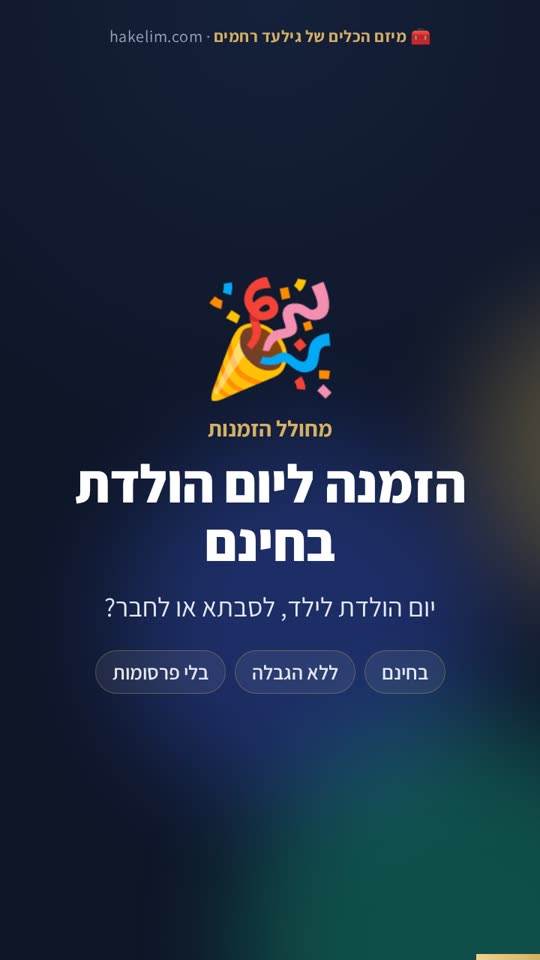 🧰 מיזם הכלים של גילעד רחמים · hakelim.com
מחולל הזמנות
הזמנה ליום הולדת
בחינם
יום הולדת לילד, לסבתא או לחבר?
בחינם
ללא הגבלה
בלי פרסומות